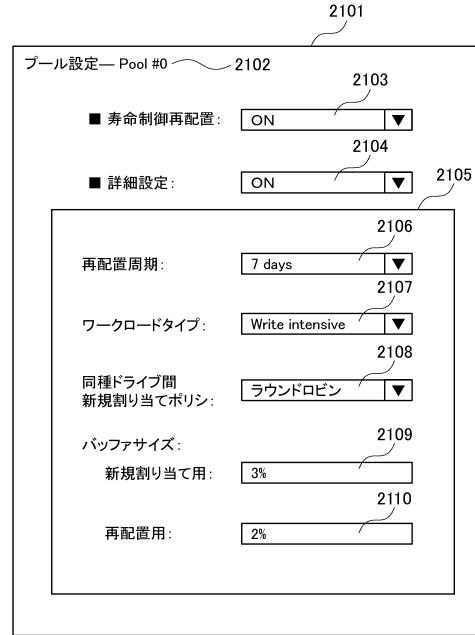 2101
プール設定— Pool #0 2102
2103
■ 寿命制御再配置: ON ▼
2104
■ 詳細設定: ON ▼
2105
2106
再配置周期: 7 days ▼
2107
ワークロードタイプ: Write intensive ▼
2108
同種ドライブ間
新規割り当てポリシ: ラウンドロビン ▼
バッファサイズ: 2109
新規割り当て用: 3%
2110
再配置用: 2%